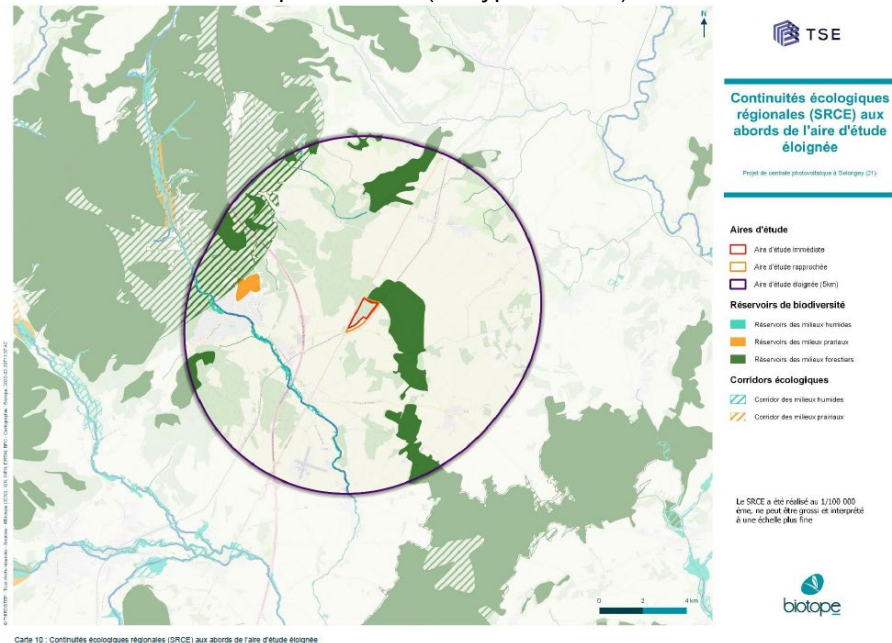 N
TSE
Continuités écologiques
régionales (SRCE) aux
abords de l'aire d'étude
éloignée
Projet de centrale photovoltaïque à Selongey (21)
Aires d'étude
Aire d'étude immédiate
Aire d'étude rapprochée
Aire d'étude éloignée (5km)
Réservoirs de biodiversité
Réservoirs des milieux humides
Réservoirs des milieux prairiaux
Réservoirs des milieux forestiers
Corridors écologiques
Corridor des milieux humides
Corridor des milieux prairiaux
Le SRCE a été réalisé au 1/100 000
ème, ne peut être grossi et interprété
à une échelle plus fine
0 2 4 km
biotope
Carte 10 : Continuités écologiques régionales (SRCE) aux abords de l'aire d'étude éloignée